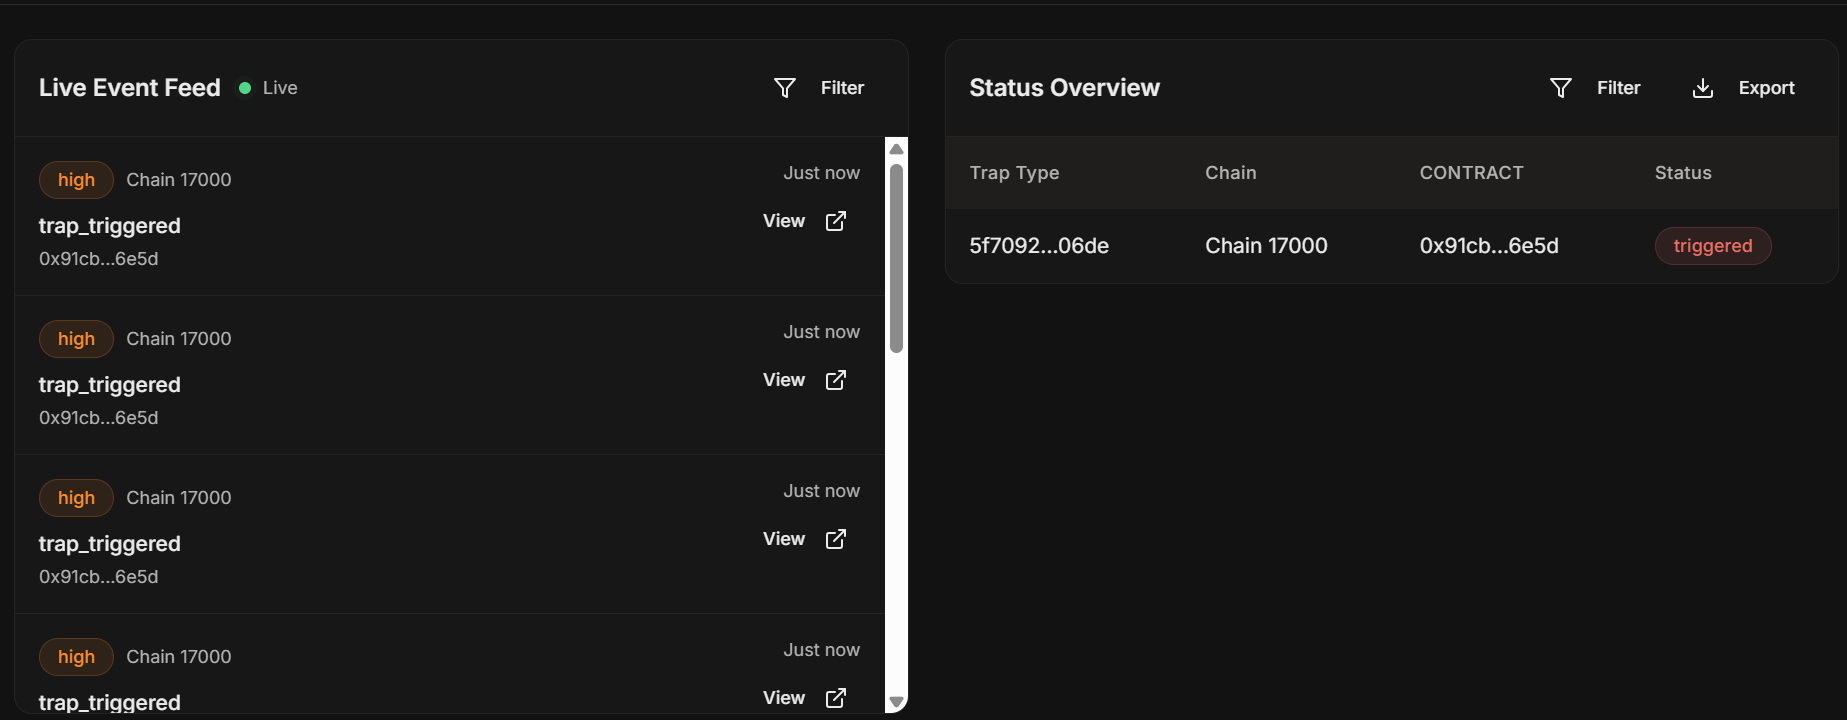 Live Event Feed Live Filter
high Chain 17000 Just now
trap_triggered View
0x91cb...6e5d
high Chain 17000 Just now
trap_triggered View
0x91cb...6e5d
high Chain 17000 Just now
trap_triggered View
0x91cb...6e5d
high Chain 17000 Just now
trap_triggered View
Status Overview Filter Export
Trap Type Chain CONTRACT Status
5f7092...06de Chain 17000 0x91cb...6e5d triggered